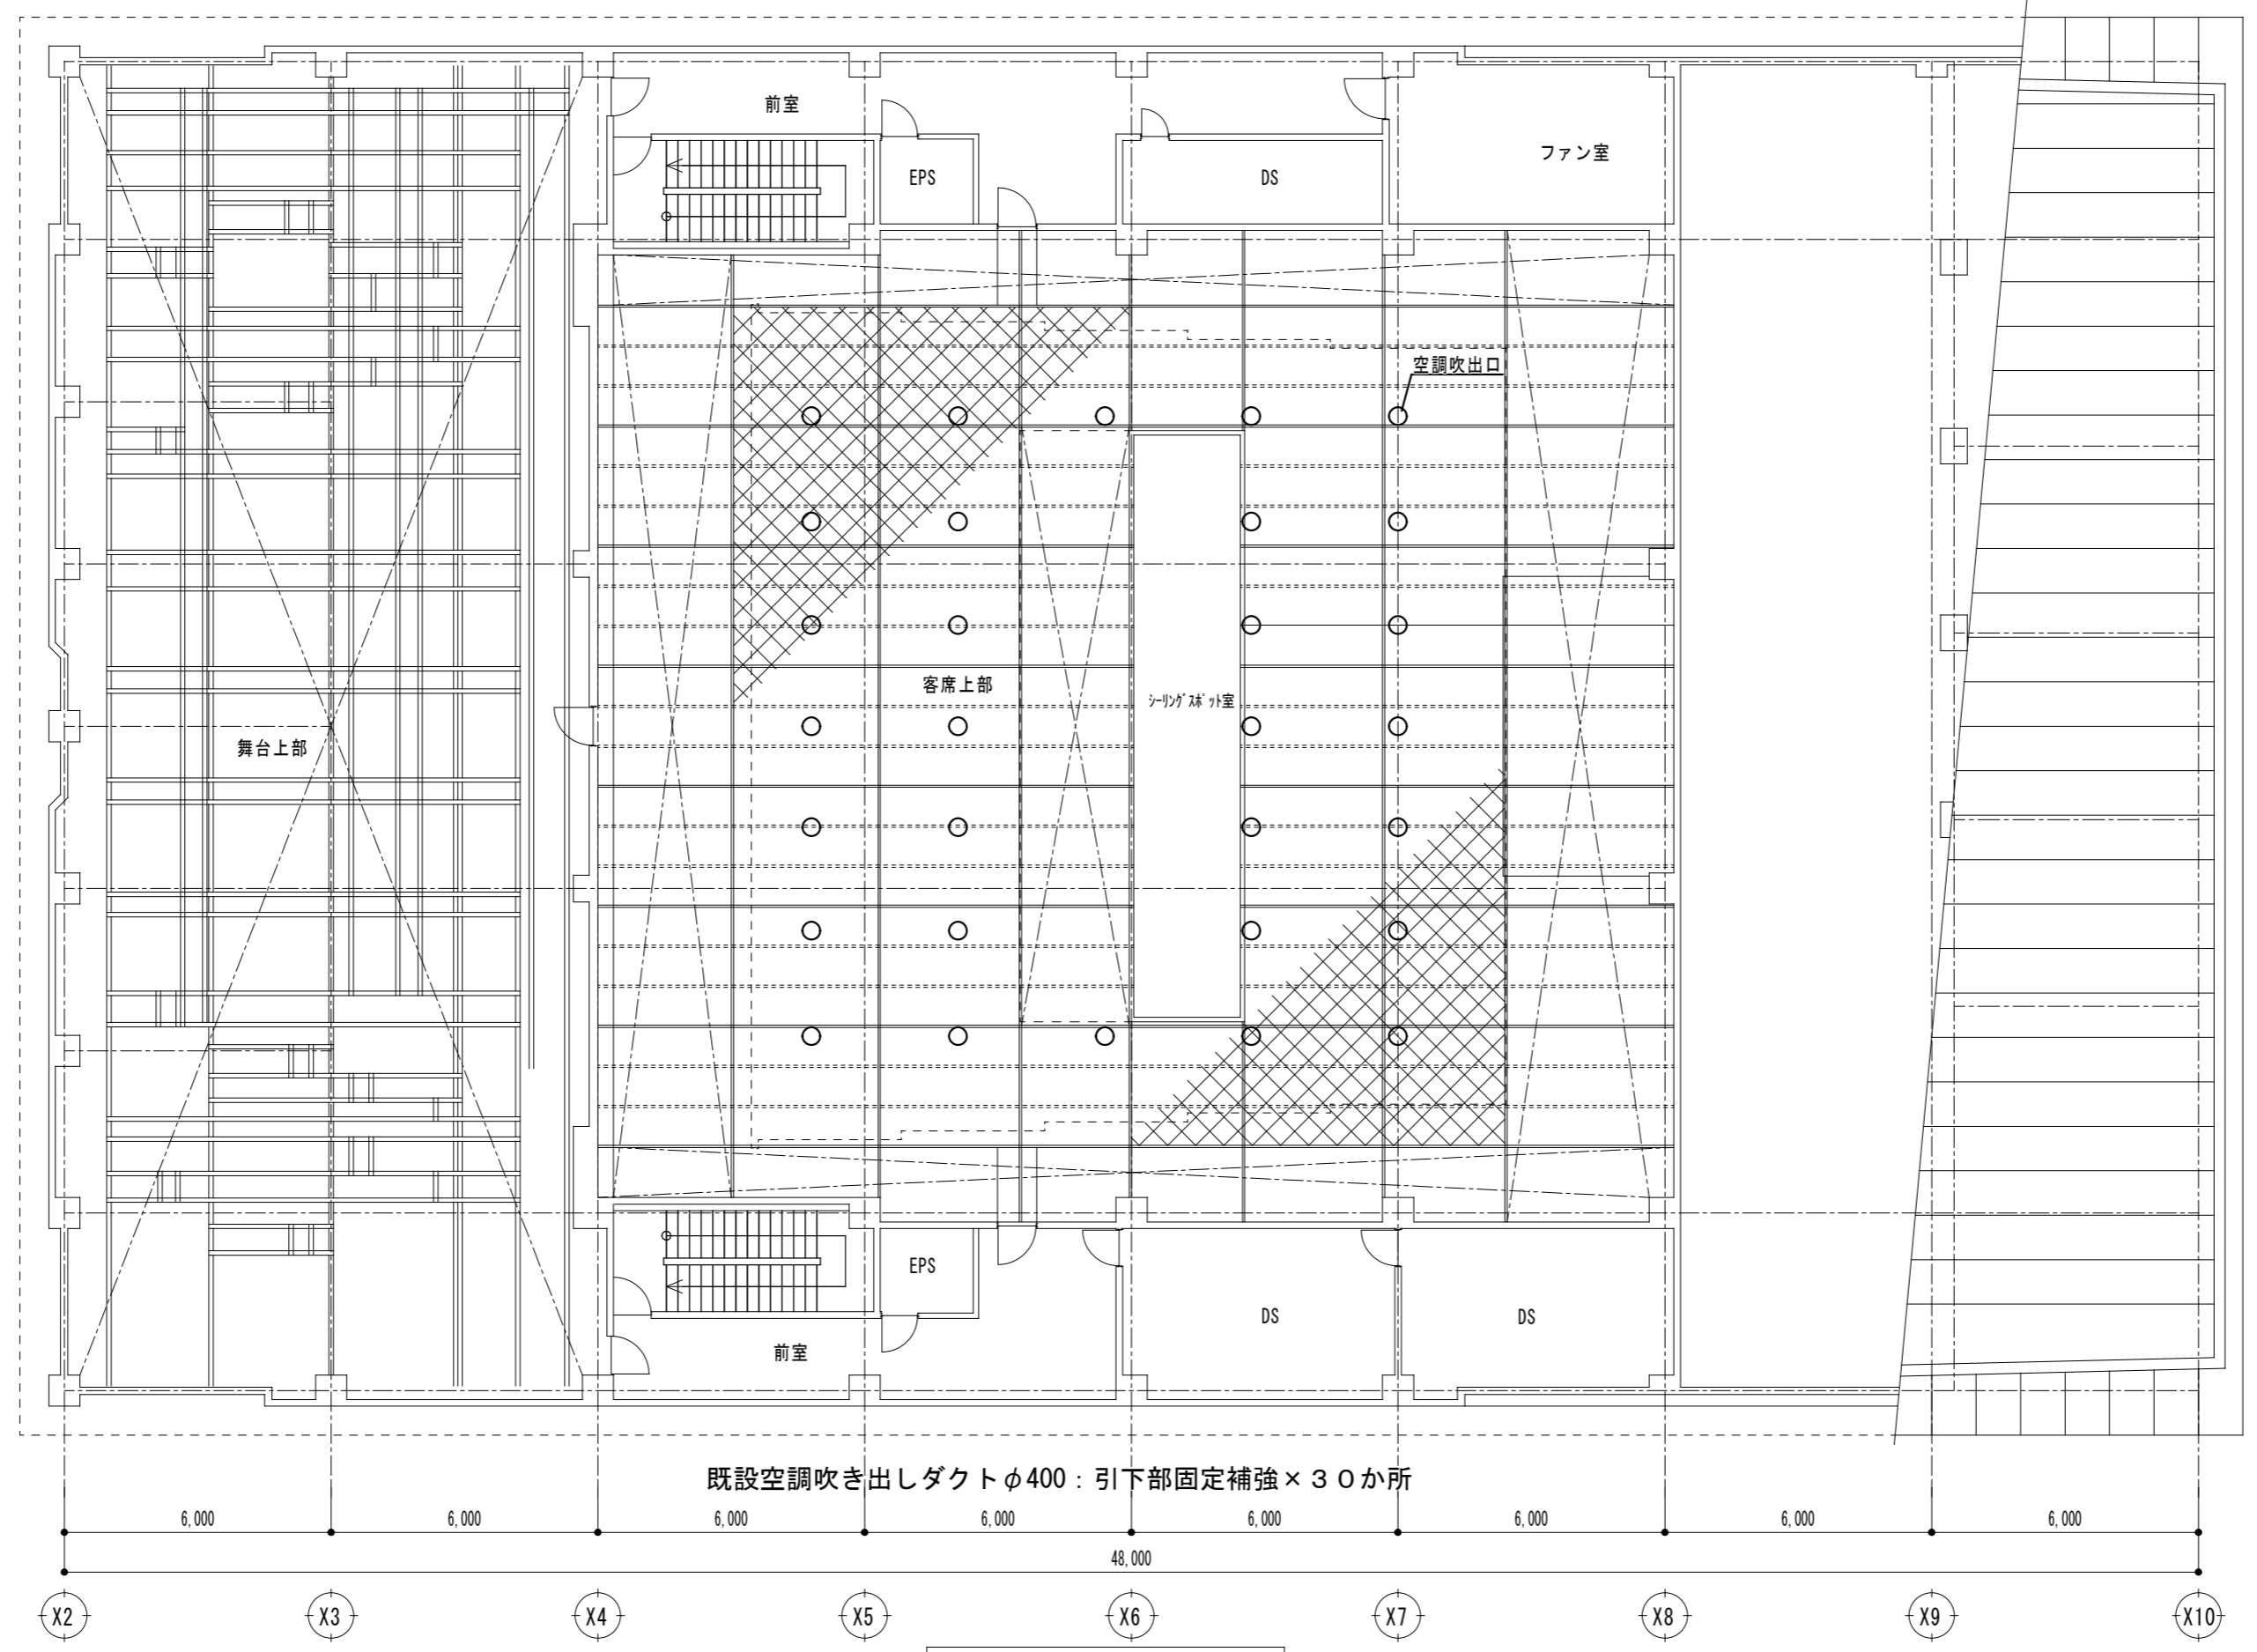 前室
ファン室
EPS
DS
空調吹出口
客席上部
シーリングスポット室
舞台上部
EPS
DS
DS
前室
既設空調吹き出しダクトφ400：引下部固定補強×３０か所
6,000 6,000 6,000 6,000 6,000 6,000 6,000 6,000
48,000
X2 X3 X4 X5 X6 X7 X8 X9 X10